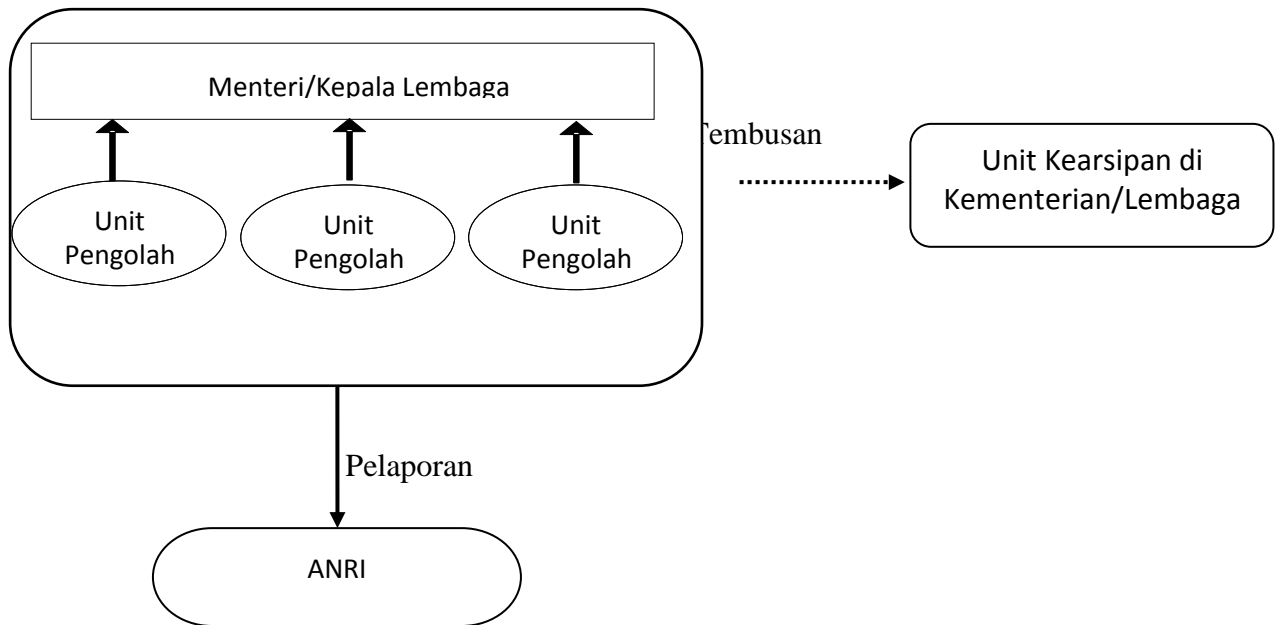 Menteri/Kepala Lembaga
Tembusan
Unit Kearsipan di
Kementerian/Lembaga
Unit
Pengolah
Unit
Pengolah
Unit
Pengolah
Pelaporan
ANRI